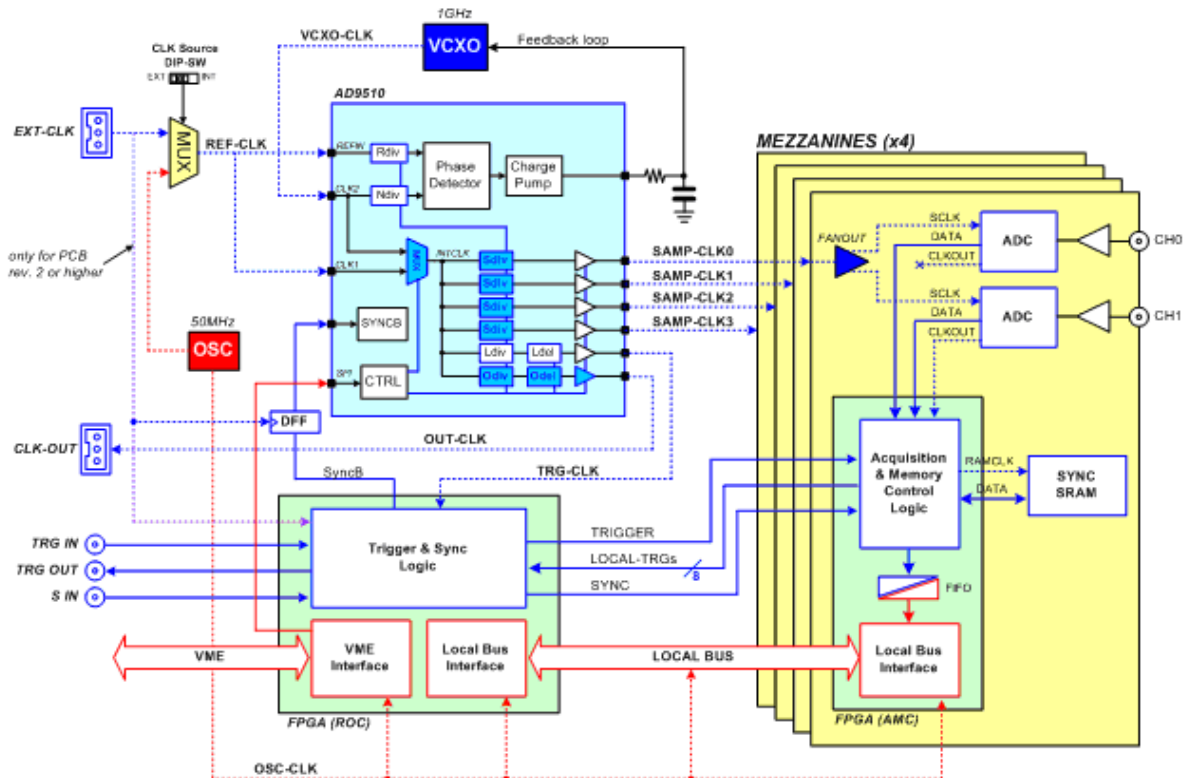 1GHz
VCXO-CLK
VCXO
Feedback loop
CLK Source
DIP-SW
EXT
INT
AD9510
EXT-CLK
MUX
REF-CLK
REFIN
Rdiv
Phase
Detector
Charge
Pump
CLK2
Ndiv
MEZZANINES (x4)
only for PCB
rev. 2 or higher
CLK1
MUX
INTCLK
Sdiv
SAMP-CLK0
Sdiv
SAMP-CLK1
Sdiv
SAMP-CLK2
Sdiv
SAMP-CLK3
FANOUT
SCLK
DATA
CLKOUT
ADC
CH0
SCLK
DATA
CLKOUT
ADC
CH1
50MHz
OSC
SYNCB
Ldiv
Ldel
SPI
CTRL
Odiv
Odel
DFF
CLK-OUT
OUT-CLK
SyncB
TRG-CLK
Acquisition
& Memory
Control
Logic
RAMCLK
DATA
SYNC
SRAM
TRG IN
TRG OUT
S IN
Trigger & Sync
Logic
TRIGGER
LOCAL-TRGs
8
SYNC
FIFO
VME
VME
Interface
Local Bus
Interface
LOCAL BUS
Local Bus
Interface
FPGA (ROC)
FPGA (AMC)
OSC-CLK